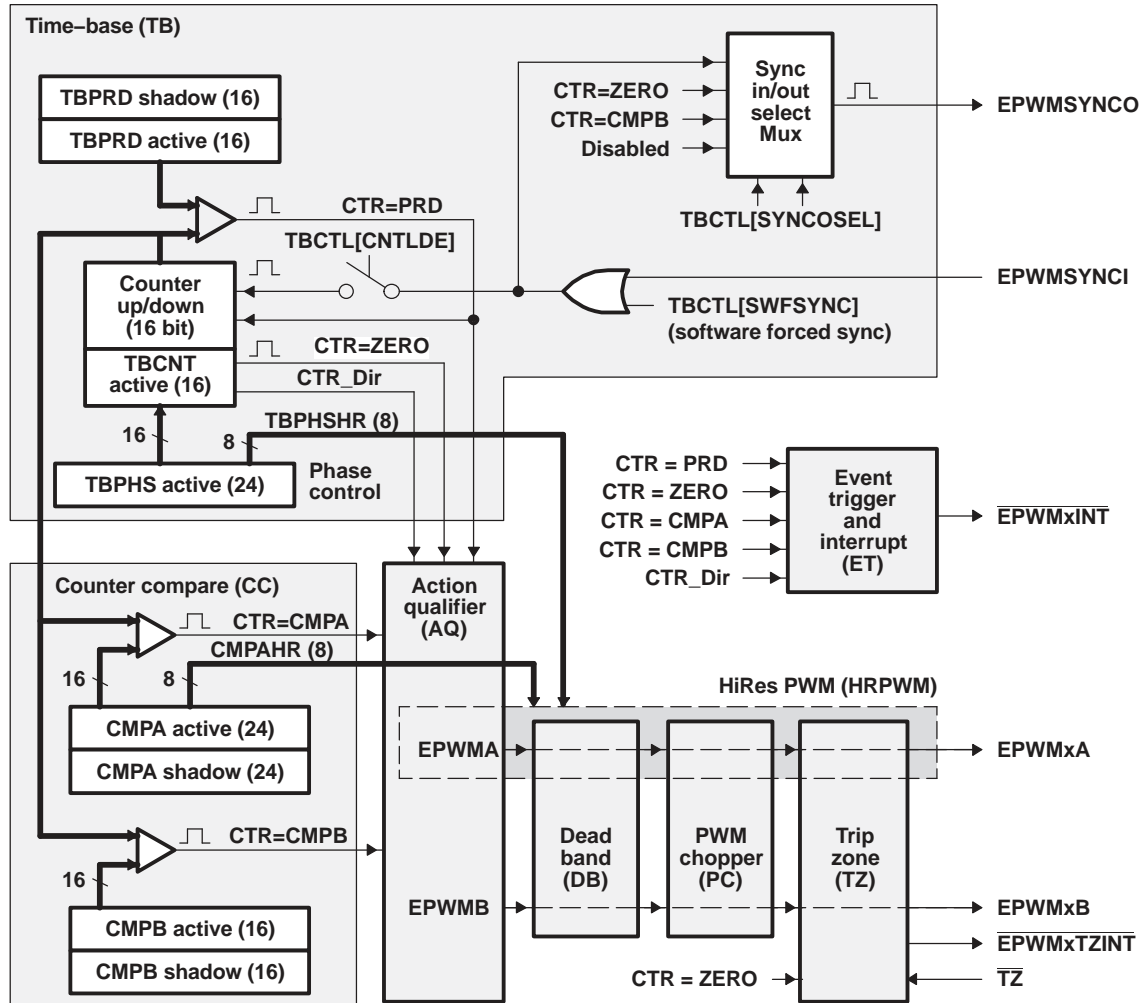 Time–base (TB)
TBPRD shadow (16)
TBPRD active (16)
CTR=ZERO
CTR=CMPB
Disabled
Sync
in/out
select
Mux
EPWMSYNCO
TBCTL[SYNCOSEL]
CTR=PRD
TBCTL[CNTLDE]
EPWMSYNCI
TBCTL[SWFSYNC]
(software forced sync)
Counter
up/down
(16 bit)
TBCNT
active (16)
CTR=ZERO
CTR_Dir
16
8
TBPHSHR (8)
TBPHS active (24)
Phase
control
CTR = PRD
CTR = ZERO
CTR = CMPA
CTR = CMPB
CTR_Dir
Event
trigger
and
interrupt
(ET)
EPWMxINT
Counter compare (CC)
CTR=CMPA
16
8
CMPAHR (8)
CMPA active (24)
CMPA shadow (24)
CTR=CMPB
16
CMPB active (16)
CMPB shadow (16)
Action
qualifier
(AQ)
EPWMA
EPWMB
HiRes PWM (HRPWM)
Dead
band
(DB)
PWM
chopper
(PC)
Trip
zone
(TZ)
CTR = ZERO
EPWMxA
EPWMxB
EPWMxTZINT
TZ